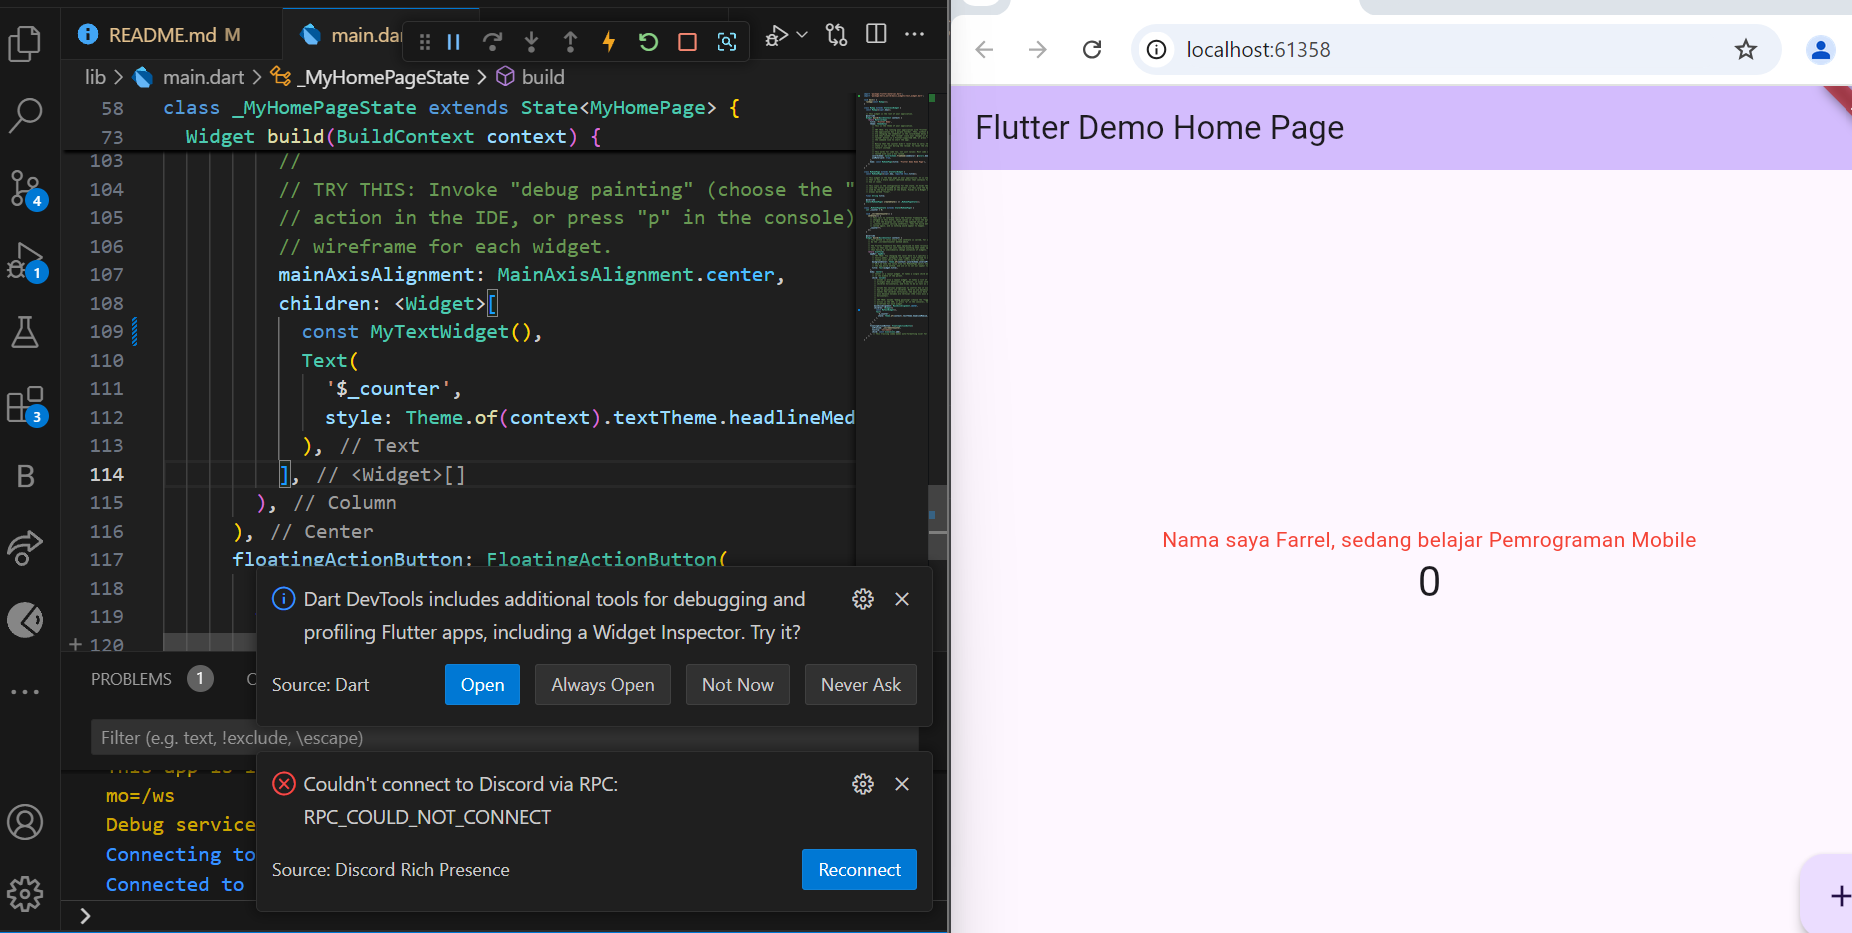 README.md M
main.da
lib > main.dart > _MyHomePageState > build
58 class _MyHomePageState extends State<MyHomePage> {
73 Widget build(BuildContext context) {
103 //
104 // TRY THIS: Invoke "debug painting" (choose the "
105 // action in the IDE, or press "p" in the console)
106 // wireframe for each widget.
107 mainAxisAlignment: MainAxisAlignment.center,
108 children: <Widget>[
109 const MyTextWidget(),
110 Text(
111 '$_counter',
112 style: Theme.of(context).textTheme.headlineMed
113 ), // Text
114 ], // <Widget>[]
115 ), // Column
116 ), // Center
117 floatingActionButton: FloatingActionButton(
118
119
120
4
1
3
B
Dart DevTools includes additional tools for debugging and
profiling Flutter apps, including a Widget Inspector. Try it?
Source: Dart
Open
Always Open
Not Now
Never Ask
PROBLEMS 1
Filter (e.g. text, !exclude, \escape)
This app is
mo=/ws
Debug service
Connecting to
Connected to
Couldn't connect to Discord via RPC:
RPC_COULD_NOT_CONNECT
Source: Discord Rich Presence
Reconnect
localhost:61358
Flutter Demo Home Page
Nama saya Farrel, sedang belajar Pemrograman Mobile
0